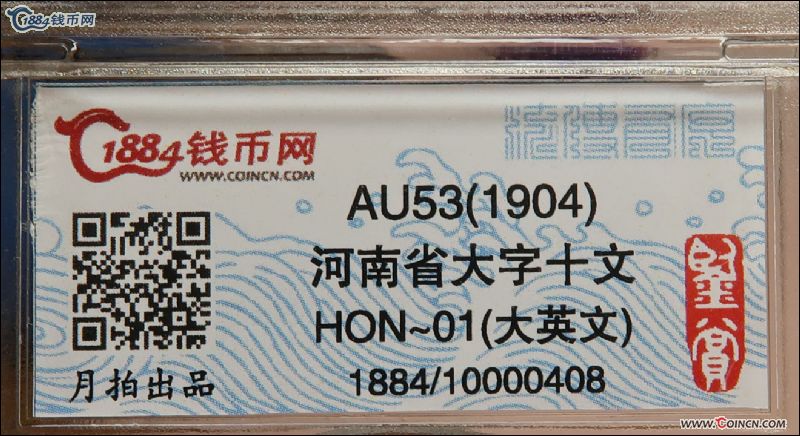 1884钱币网
1884钱币网
WWW.COINCN.COM
AU53(1904)
河南省大字十文
HON~01(大英文)
1884/10000408
月拍出品
鉴赏
WWW.COINCN.COM